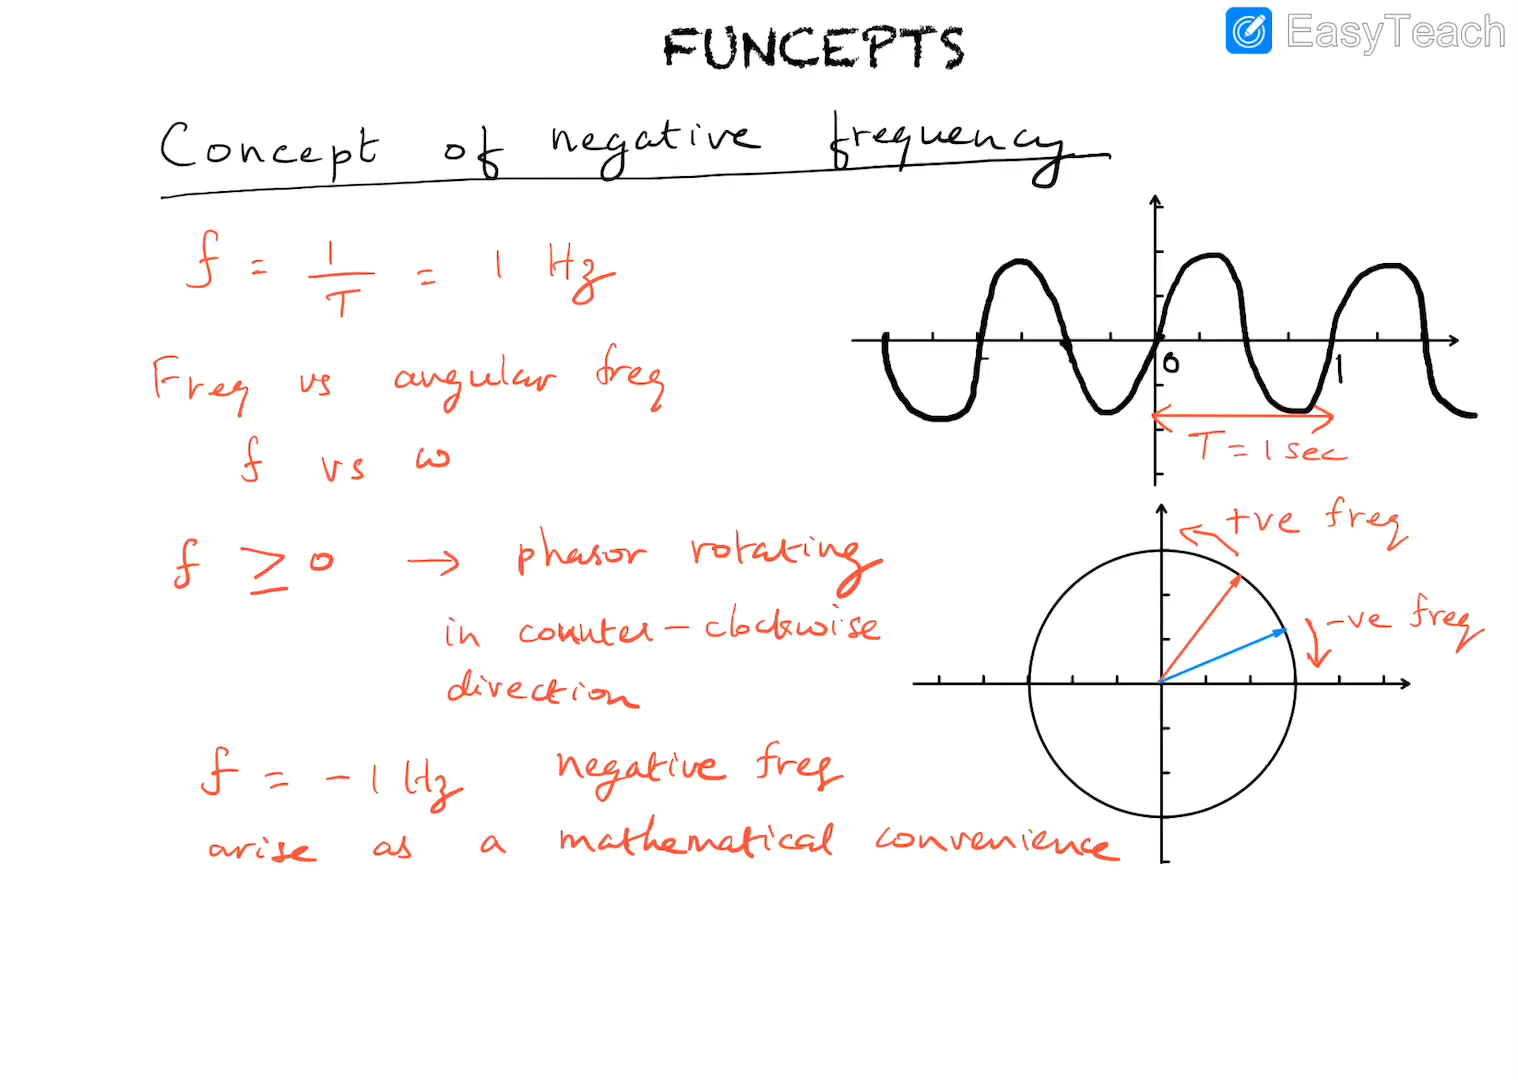 FUNCEPTS
EasyTeach
Concept of negative frequency
f = 1/T = 1 Hz
Freq vs angular freq
f vs ω
f ≥ 0 → phasor rotating
in counter-clockwise
direction
f = -1 Hz negative freq
arise as a mathematical convenience
0
1
T = 1 sec
+ve freq
-ve freq